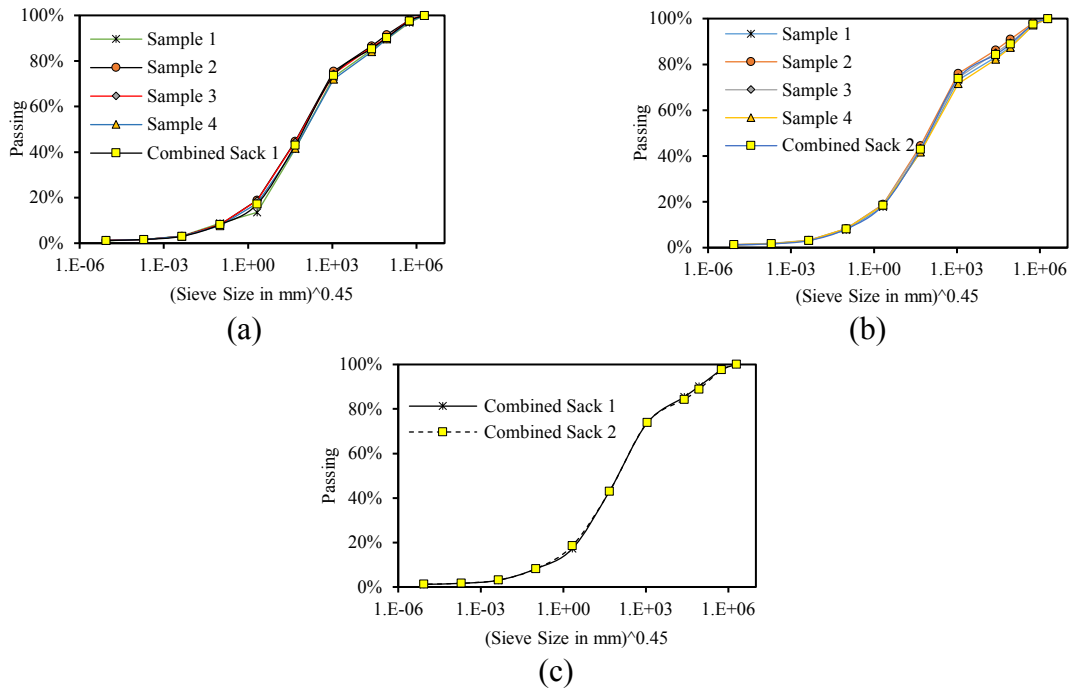 100%
80%
60%
40%
20%
0%
Passing
Sample 1
Sample 2
Sample 3
Sample 4
Combined Sack 1
1.E-06 1.E-03 1.E+00 1.E+03 1.E+06
(Sieve Size in mm)^0.45
(a)
100%
80%
60%
40%
20%
0%
Passing
Sample 1
Sample 2
Sample 3
Sample 4
Combined Sack 2
1.E-06 1.E-03 1.E+00 1.E+03 1.E+06
(Sieve Size in mm)^0.45
(b)
100%
80%
60%
40%
20%
0%
Passing
Combined Sack 1
Combined Sack 2
1.E-06 1.E-03 1.E+00 1.E+03 1.E+06
(Sieve Size in mm)^0.45
(c)